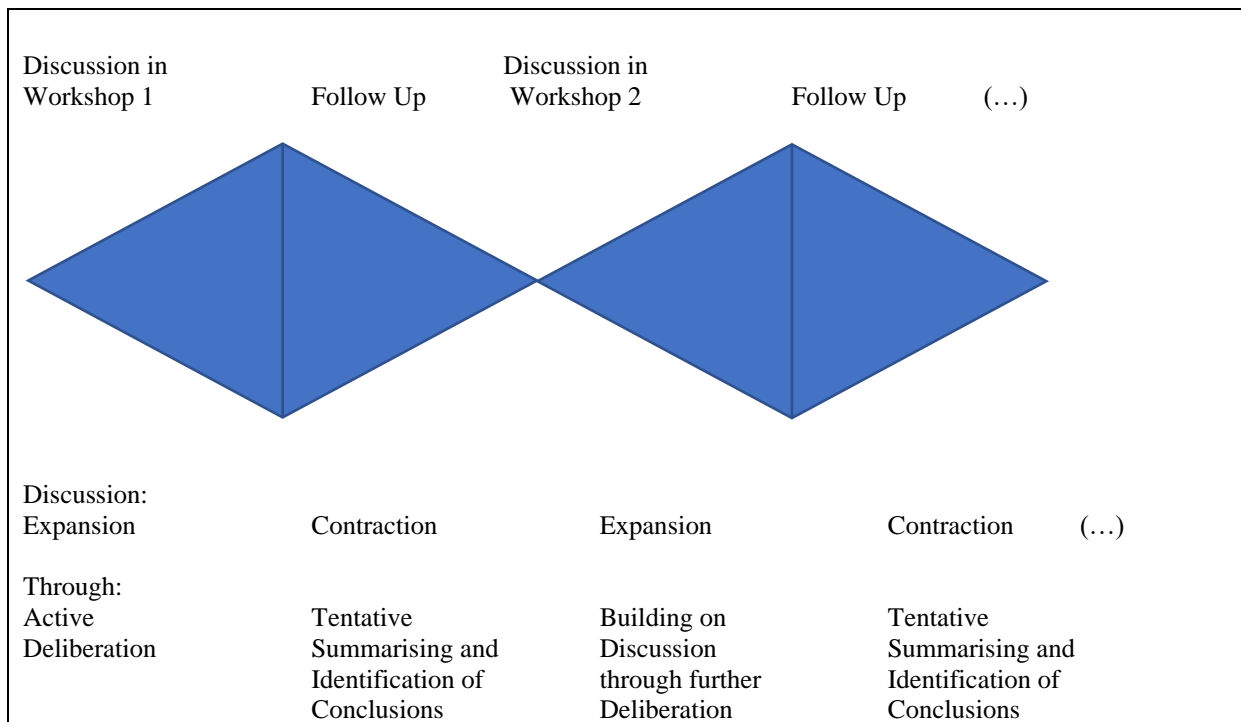 Discussion in Discussion in
Workshop 1 Follow Up Workshop 2 Follow Up (…)
Discussion:
Expansion Contraction Expansion Contraction (…)
Through:
Active Tentative Building on Tentative
Deliberation Summarising and Discussion Summarising and
Identification of through further Identification of
Conclusions Deliberation Conclusions